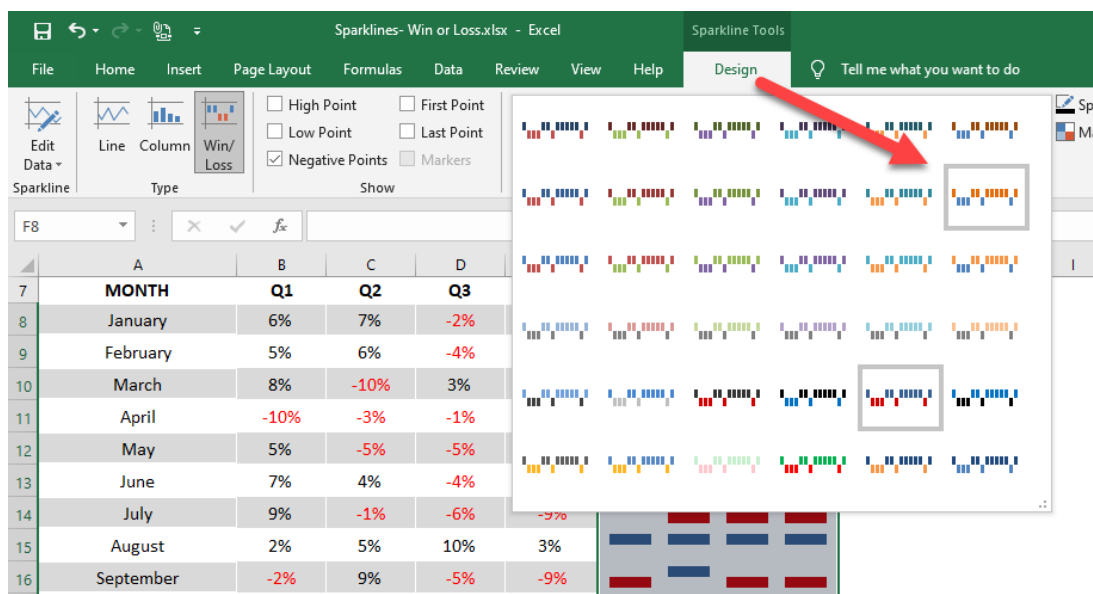 Sparklines- Win or Loss.xlsx - Excel
Sparkline Tools
File Home Insert Page Layout Formulas Data Review View Help Design Tell me what you want to do
Edit Data
Line Column Win/Loss
High Point First Point
Low Point Last Point
Negative Points Markers
Sparkline Type Show
Sp
Ma
F8 fx
A B C D I
7 MONTH Q1 Q2 Q3
8 January 6% 7% -2%
9 February 5% 6% -4%
10 March 8% -10% 3%
11 April -10% -3% -1%
12 May 5% -5% -5%
13 June 7% 4% -4%
14 July 9% -1% -6% -9%
15 August 2% 5% 10% 3%
16 September -2% 9% -5% -9%